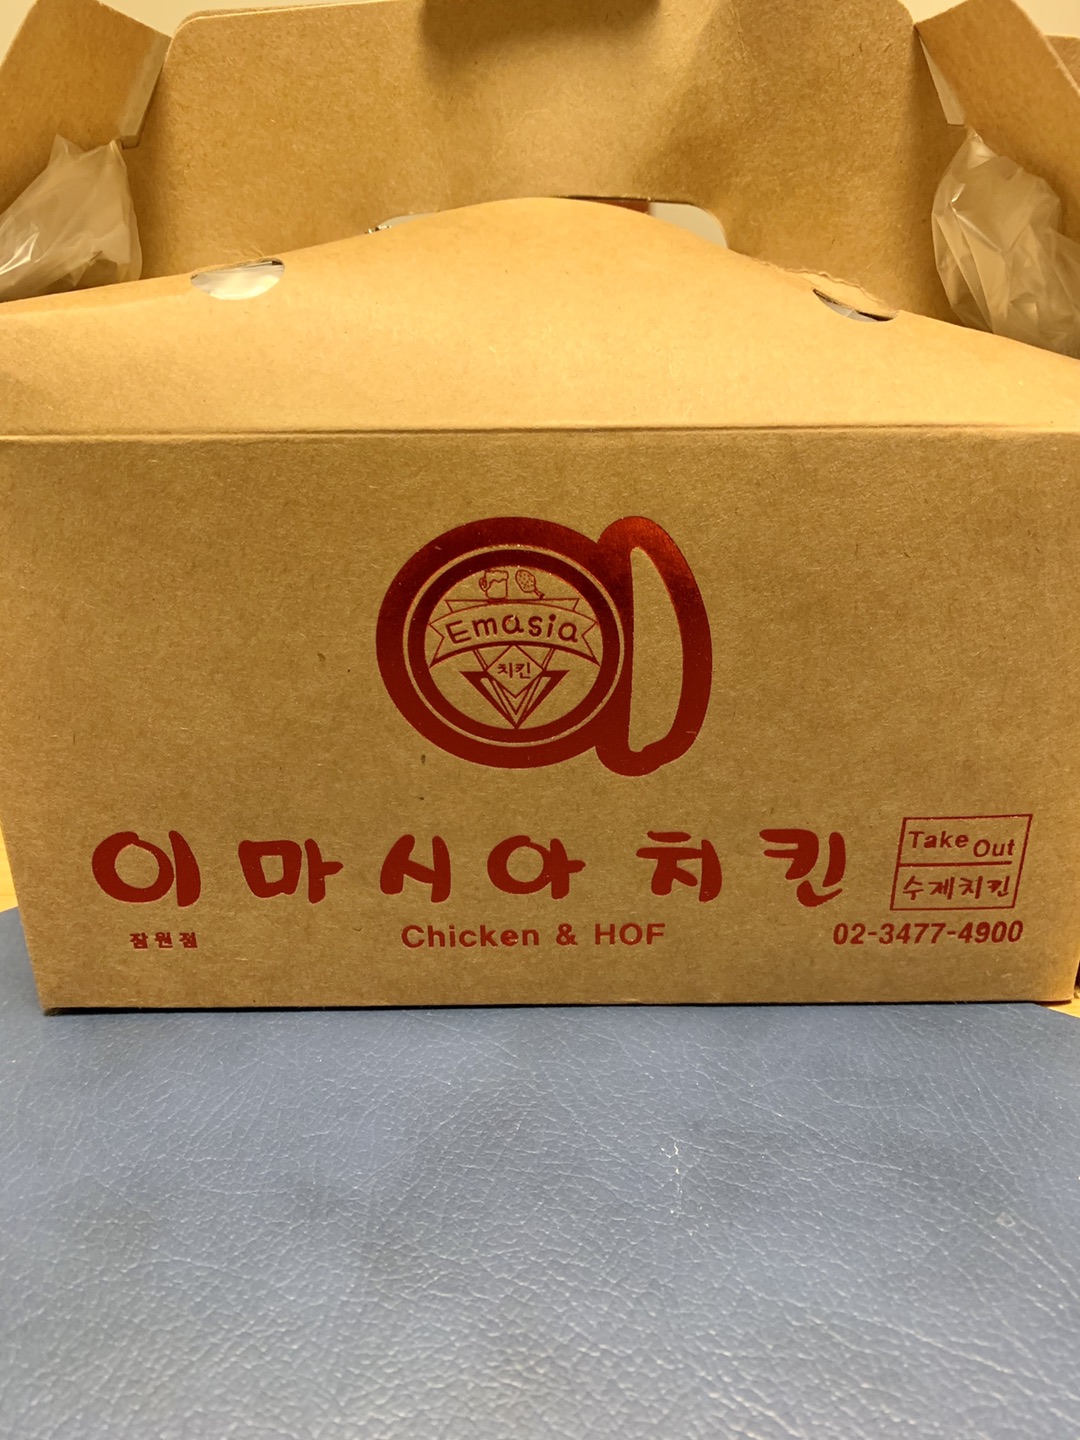 Emasia
치킨
이마시아치킨
Take Out
수제치킨
잠원점
Chicken & HOF
02-3477-4900